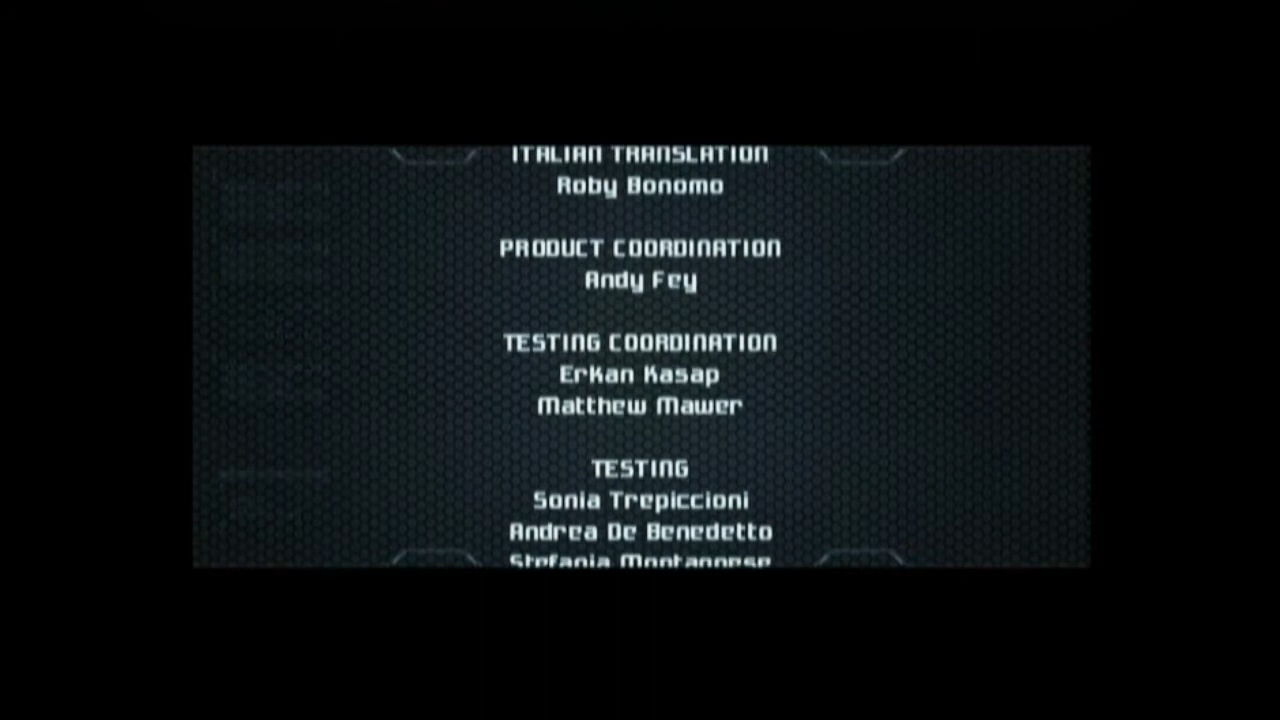 ITALIAN TRANSLATION
Roby Bonomo
PRODUCT COORDINATION
Andy Fey
TESTING COORDINATION
Erkan Kasap
Matthew Mawer
TESTING
Sonia Trepiccioni
Andrea De Benedetto
Stefania